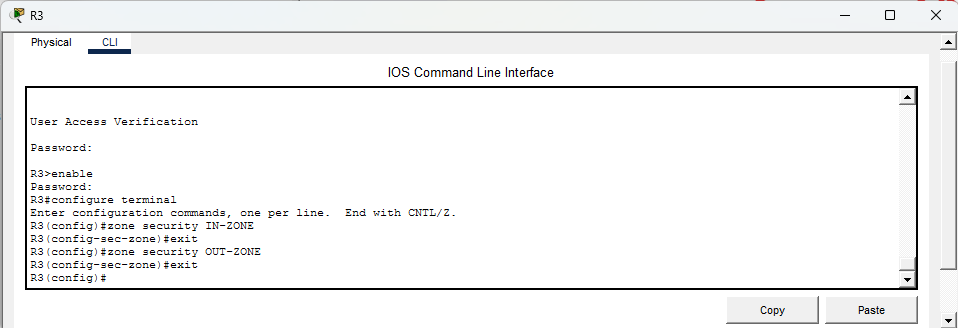 R3
Physical CLI
IOS Command Line Interface
User Access Verification
Password:
R3>enable
Password:
R3#configure terminal
Enter configuration commands, one per line.  End with CNTL/Z.
R3(config)#zone security IN-ZONE
R3(config-sec-zone)#exit
R3(config)#zone security OUT-ZONE
R3(config-sec-zone)#exit
R3(config)#
Copy Paste